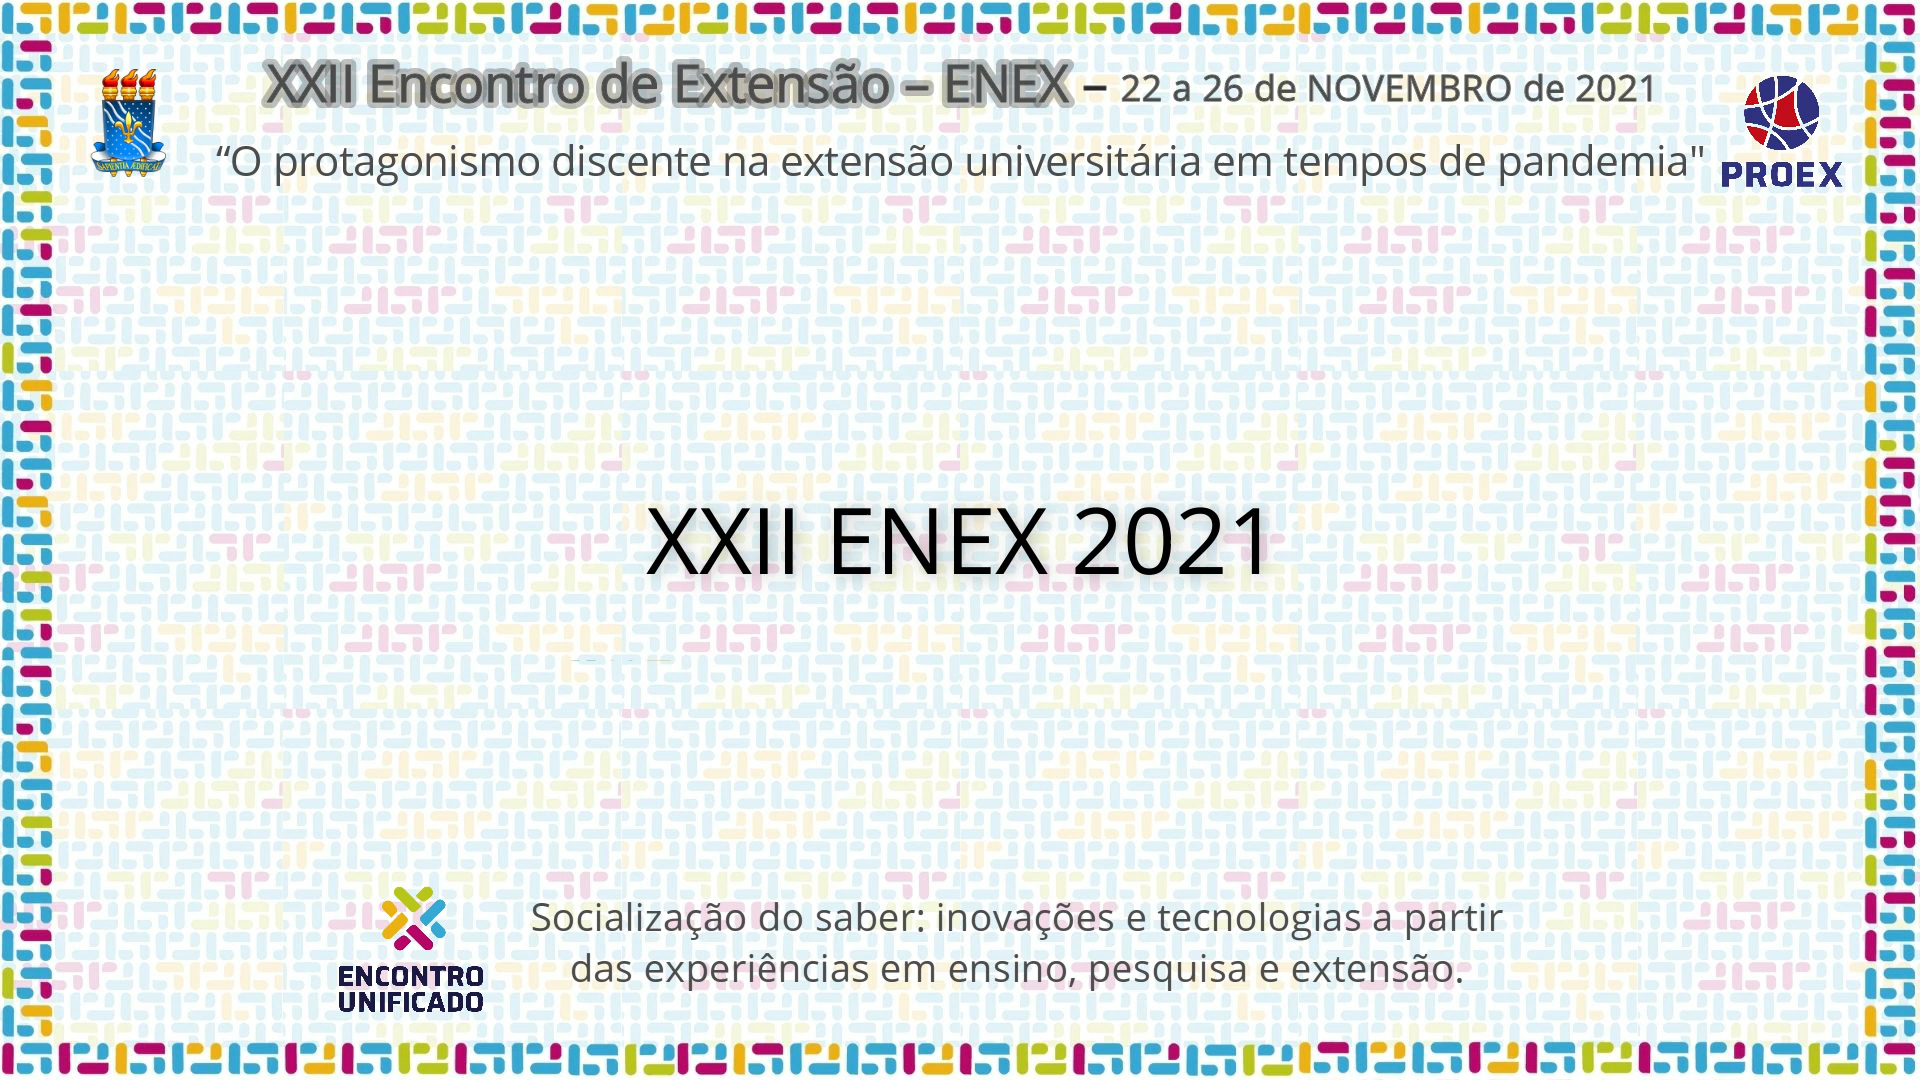 XXII Encontro de Extensão – ENEX – 22 a 26 de NOVEMBRO de 2021
“O protagonismo discente na extensão universitária em tempos de pandemia"
SAPIENTIA ÆDIFICAT
PROEX
XXII ENEX 2021
Socialização do saber: inovações e tecnologias a partir
das experiências em ensino, pesquisa e extensão.
ENCONTRO
UNIFICADO